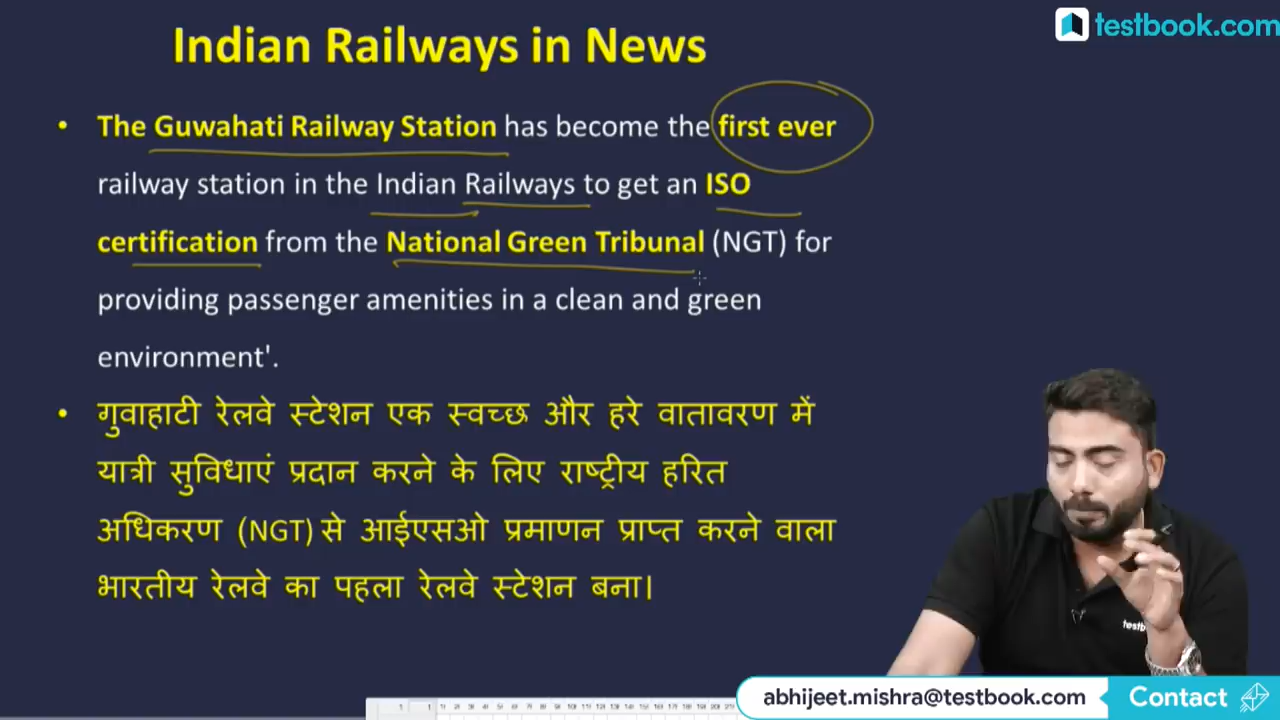 Indian Railways in News
testbook.com
• The Guwahati Railway Station has become the first ever
railway station in the Indian Railways to get an ISO
certification from the National Green Tribunal (NGT) for
providing passenger amenities in a clean and green
environment'.
• गुवाहाटी रेलवे स्टेशन एक स्वच्छ और हरे वातावरण में
यात्री सुविधाएं प्रदान करने के लिए राष्ट्रीय हरित
अधिकरण (NGT) से आईएसओ प्रमाणन प्राप्त करने वाला
भारतीय रेलवे का पहला रेलवे स्टेशन बना।
abhijeet.mishra@testbook.com
Contact